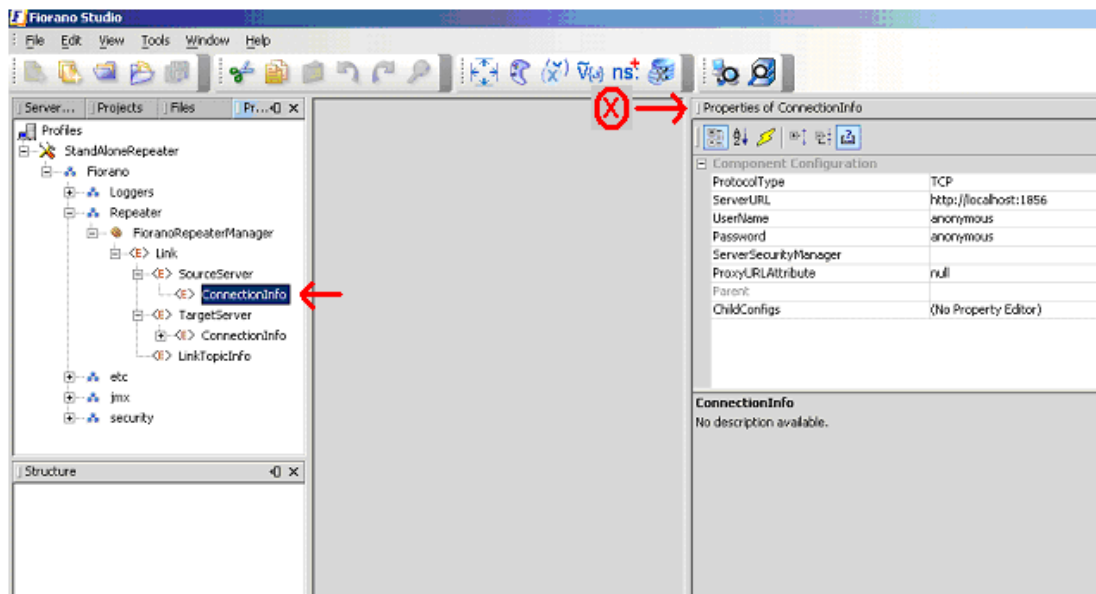 Fiorano Studio
File Edit View Tools Window Help
ns:
Server... Projects Files Pr...
X
Properties of ConnectionInfo
Profiles
StandAloneRepeater
Fiorano
Loggers
Repeater
FioranoRepeaterManager
<E> Link
<E> SourceServer
<E> ConnectionInfo
<E> TargetServer
<E> ConnectionInfo
<E> LinkTopicInfo
etc
jmx
security
Structure
Component Configuration
ProtocolType TCP
ServerURL http://localhost:1856
UserName anonymous
Password anonymous
ServerSecurityManager
ProxyURLAttribute null
Parent
ChildConfigs (No Property Editor)
ConnectionInfo
No description available.